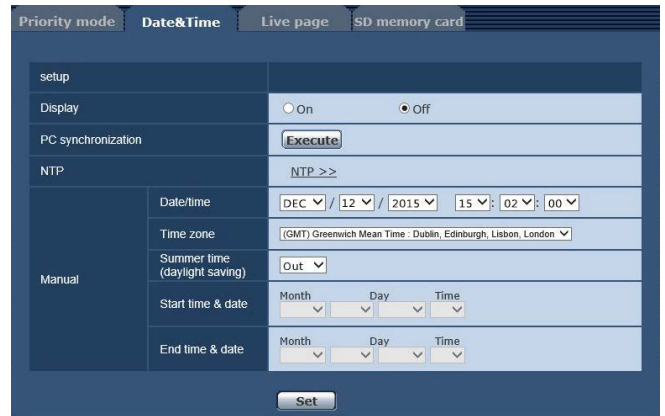 Priority mode Date&Time Live page SD memory card
setup
Display On Off
PC synchronization Execute
NTP NTP >>
Manual
Date/time DEC / 12 / 2015 15 : 02 : 00
Time zone (GMT) Greenwich Mean Time : Dublin, Edinburgh, Lisbon, London
Summer time
(daylight saving) Out
Start time & date Month Day Time
End time & date Month Day Time
Set